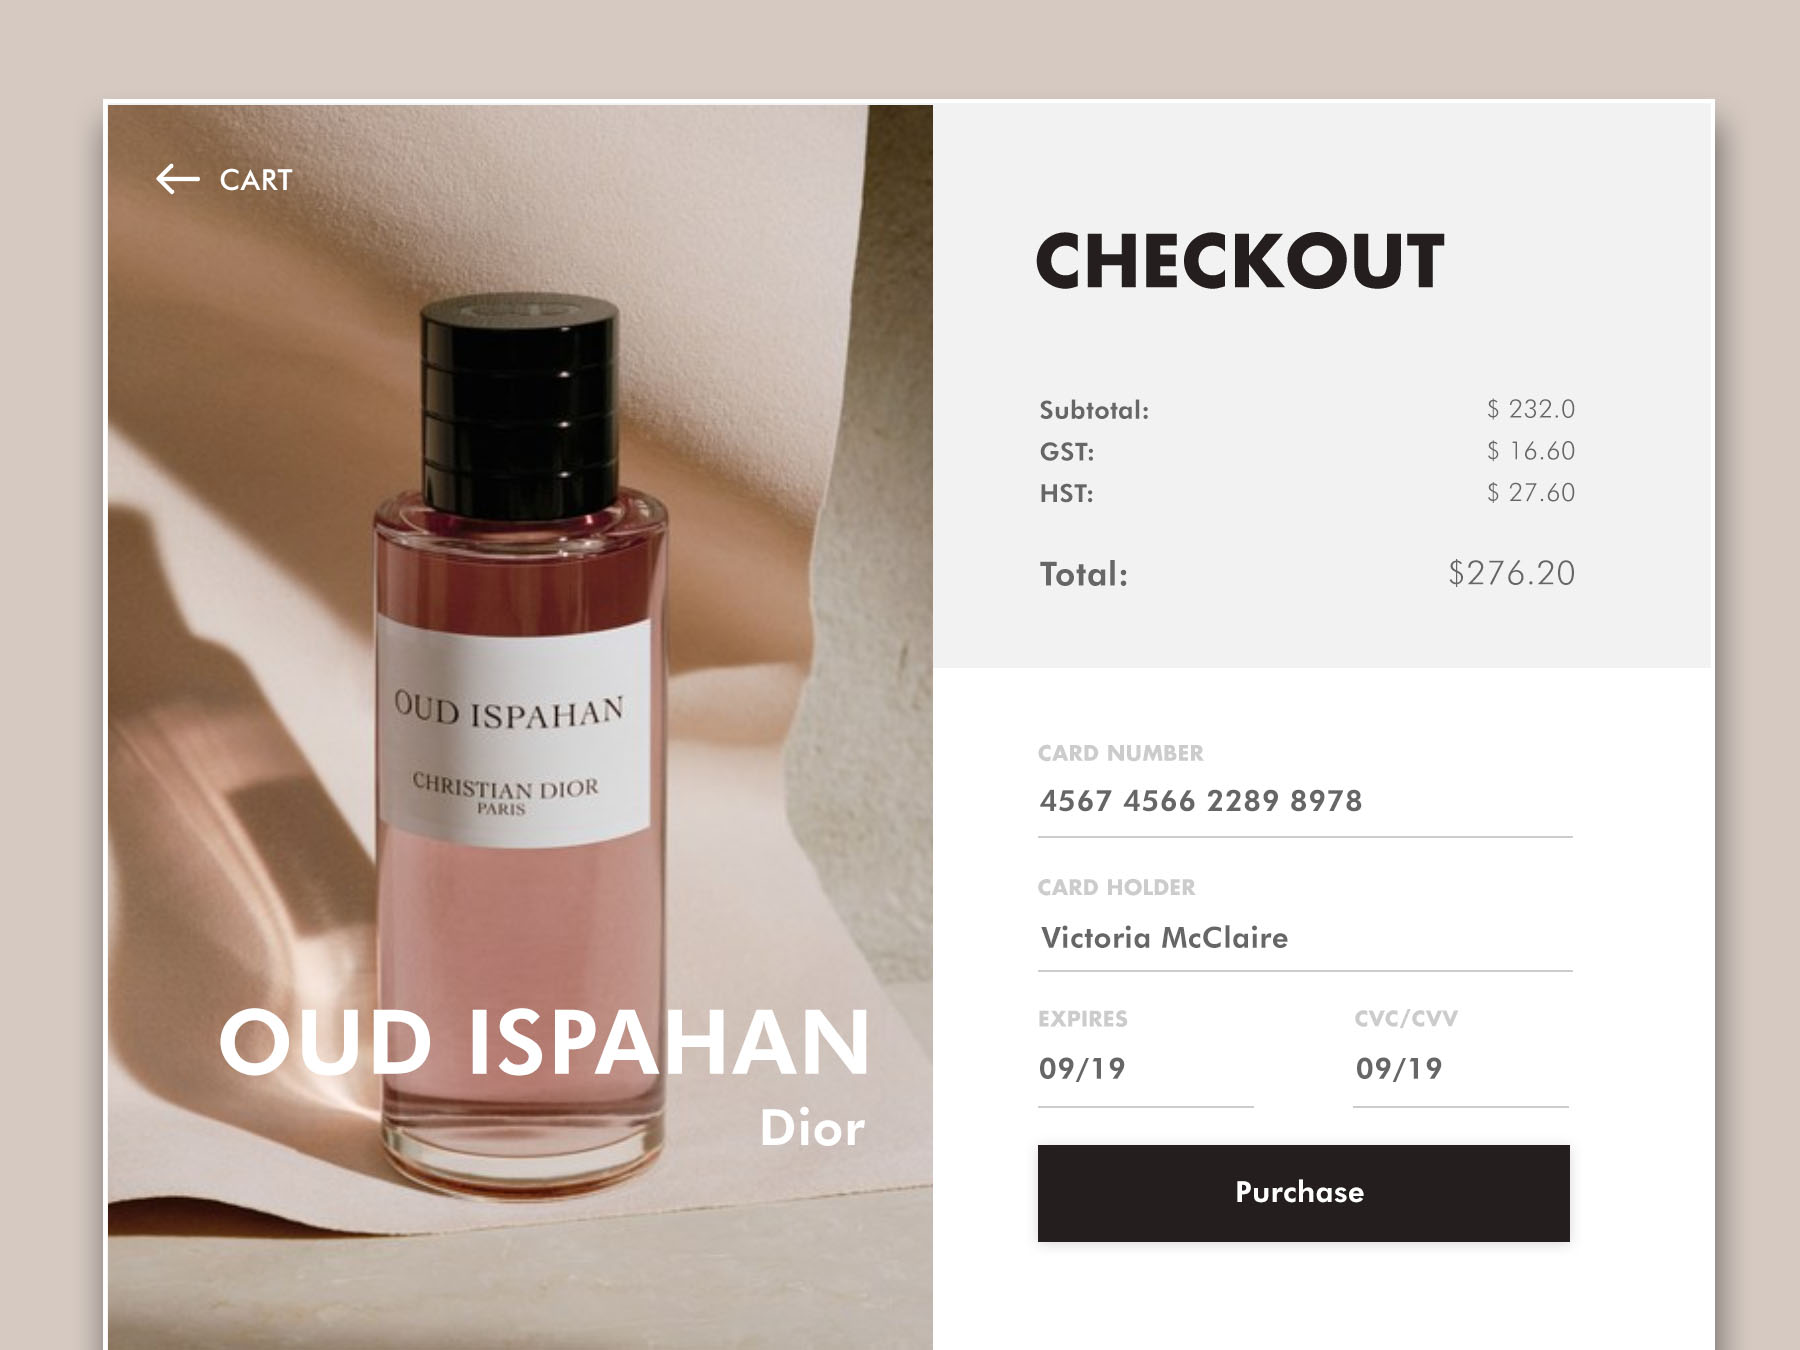 CART
OUD ISPAHAN
CHRISTIAN DIOR
PARIS
OUD ISPAHAN
Dior
CHECKOUT
Subtotal: $ 232.0
GST: $ 16.60
HST: $ 27.60
Total: $276.20
CARD NUMBER
4567 4566 2289 8978
CARD HOLDER
Victoria McClaire
EXPIRES CVC/CVV
09/19 09/19
Purchase